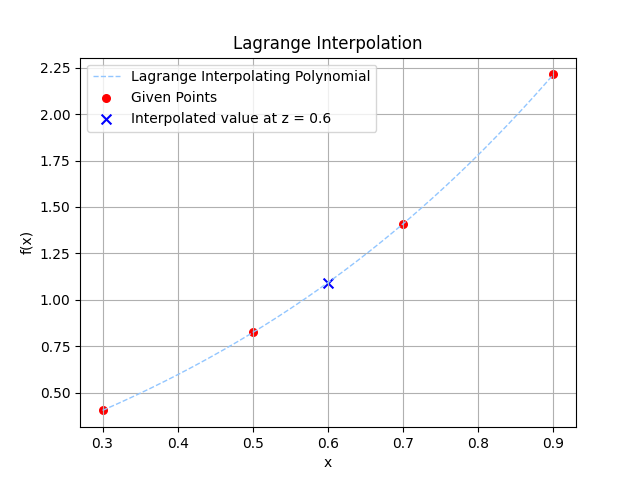 Lagrange Interpolation
Lagrange Interpolating Polynomial
Given Points
Interpolated value at z = 0.6
2.25
2.00
1.75
1.50
1.25
1.00
0.75
0.50
f(x)
0.3 0.4 0.5 0.6 0.7 0.8 0.9
x